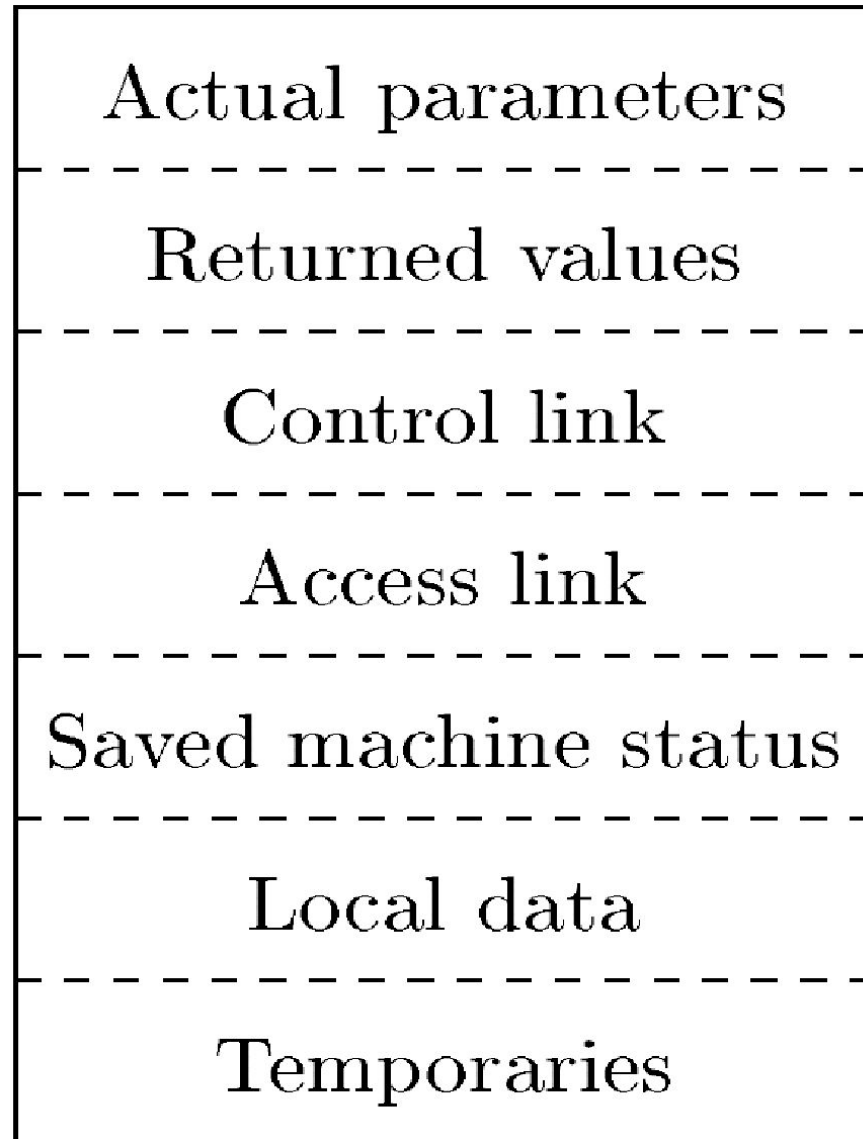 Actual parameters
Returned values
Control link
Access link
Saved machine status
Local data
Temporaries